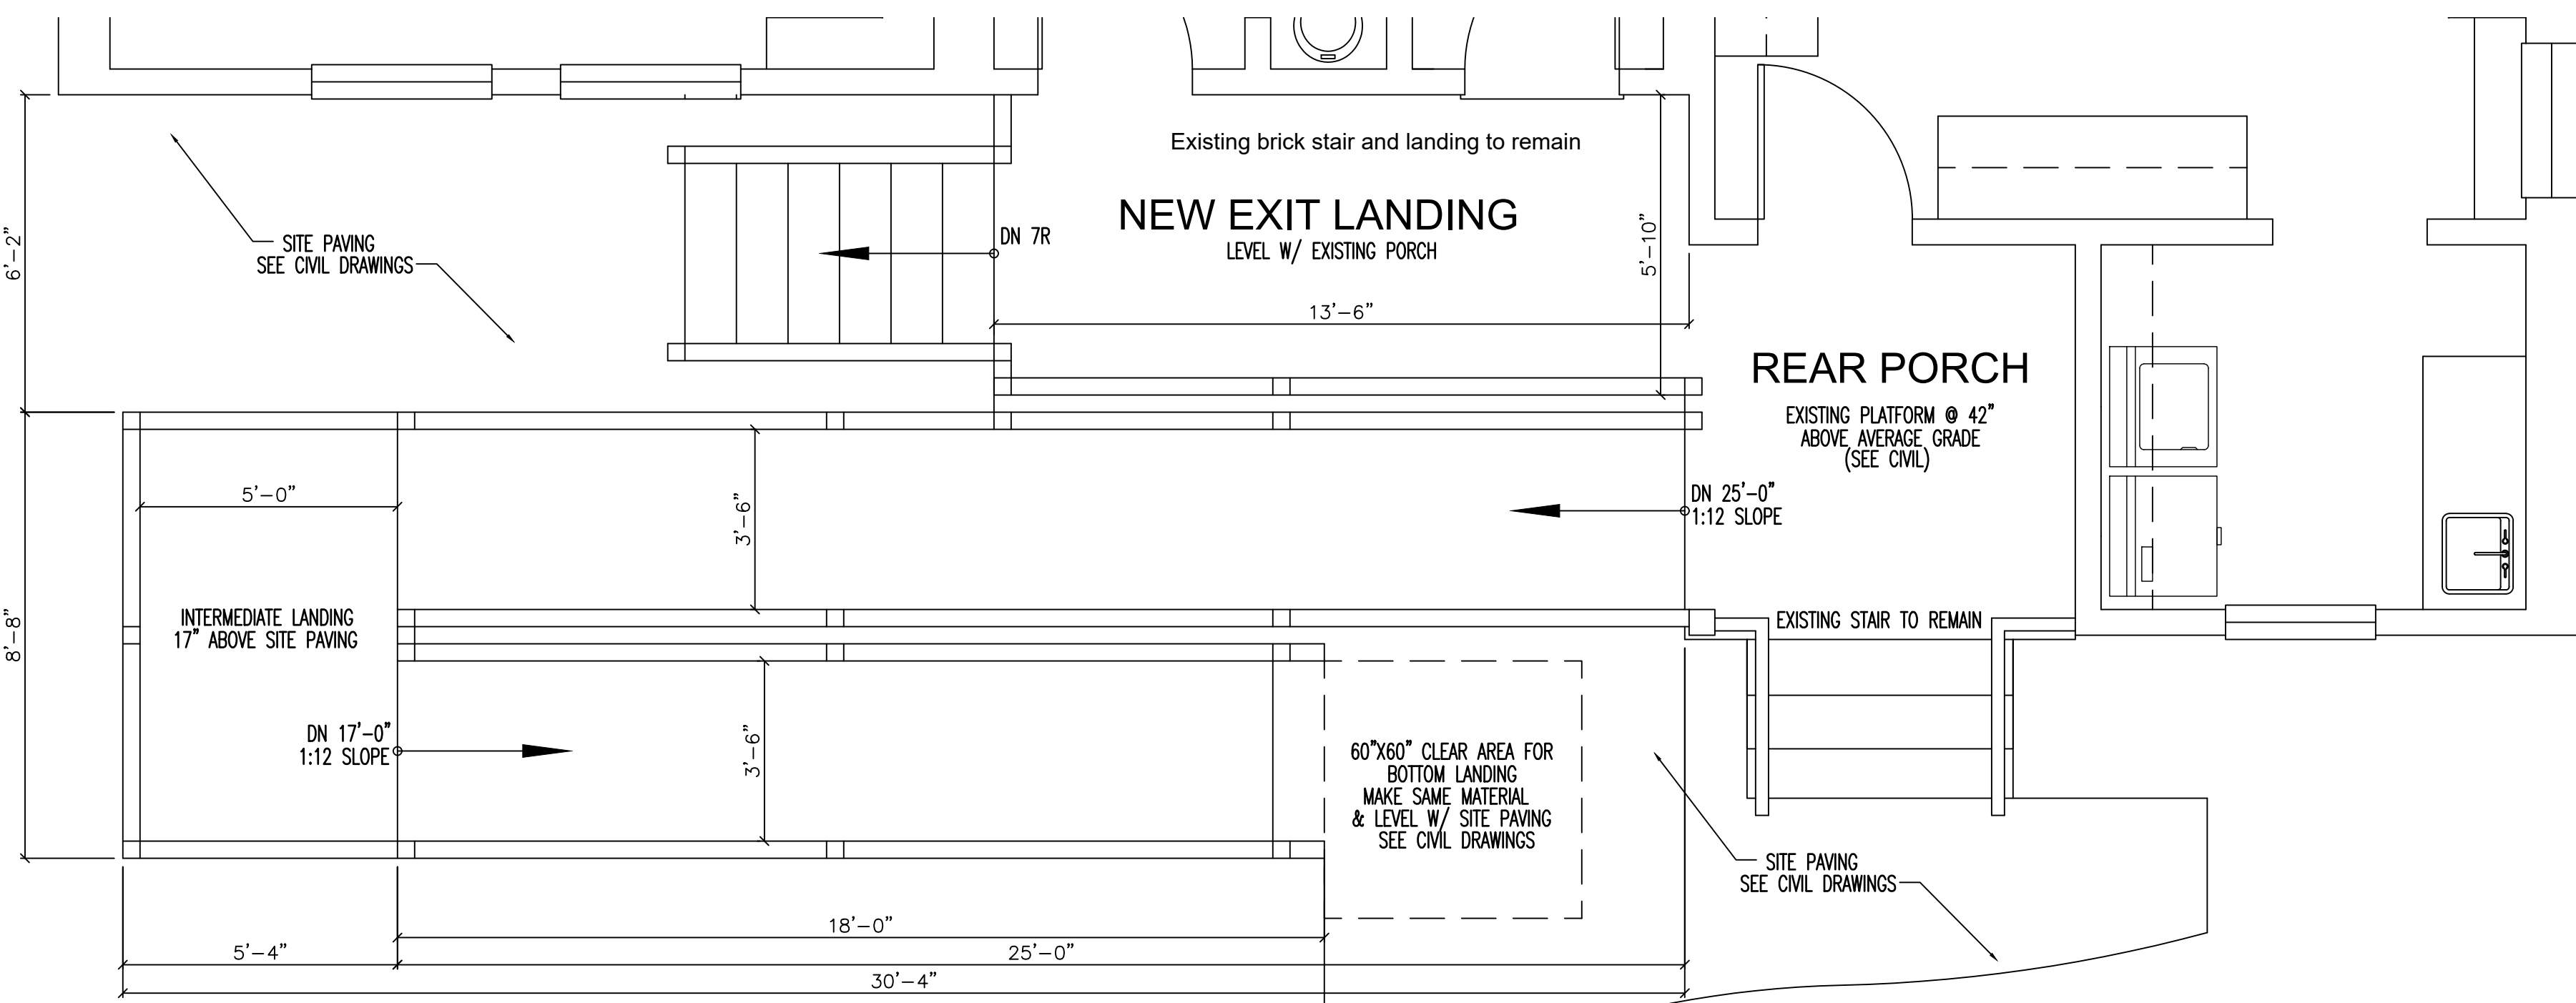 Existing brick stair and landing to remain
NEW EXIT LANDING
LEVEL W/ EXISTING PORCH
DN 7R
5'-10"
13'-6"
6'-2"
SITE PAVING
SEE CIVIL DRAWINGS
REAR PORCH
EXISTING PLATFORM @ 42"
ABOVE AVERAGE GRADE
(SEE CIVIL)
5'-0"
3'-6"
DN 25'-0"
1:12 SLOPE
8'-8"
INTERMEDIATE LANDING
17" ABOVE SITE PAVING
EXISTING STAIR TO REMAIN
DN 17'-0"
1:12 SLOPE
3'-6"
60"X60" CLEAR AREA FOR
BOTTOM LANDING
MAKE SAME MATERIAL
& LEVEL W/ SITE PAVING
SEE CIVIL DRAWINGS
SITE PAVING
SEE CIVIL DRAWINGS
18'-0"
5'-4"
25'-0"
30'-4"